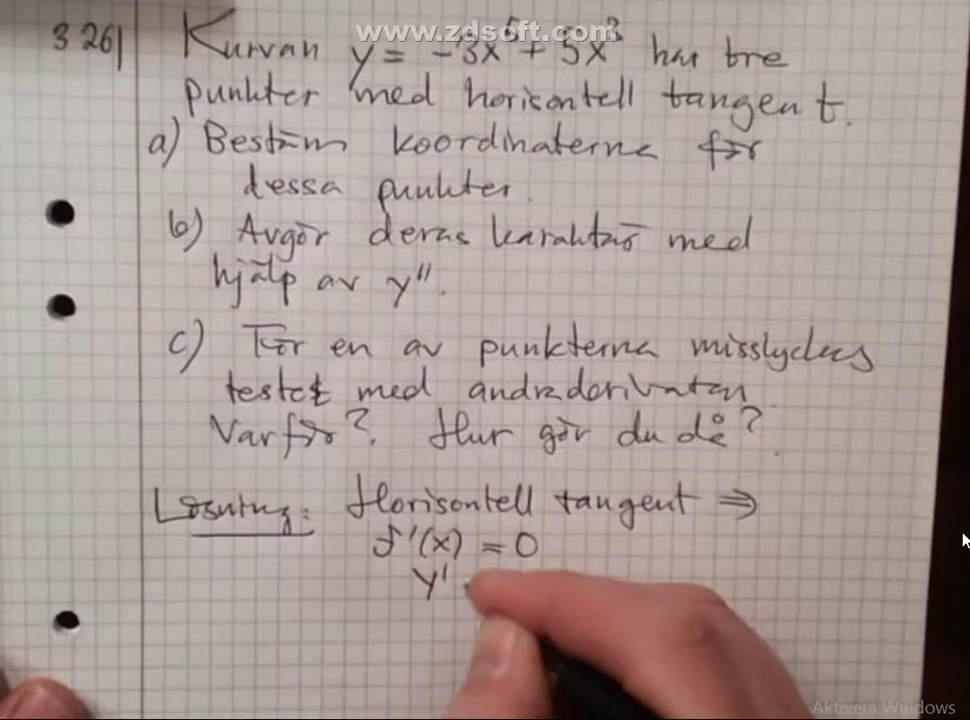 www.zdsoft.com
3 261 Kurvan y = -3x⁵ + 5x³ har tre
punkter med horisontell tangent.
a) Bestäm koordinaterna för
dessa punkter.
b) Avgör deras karaktär med
hjälp av y".
c) För en av punkterna misslyckas
testet med andraderivatan.
Varför? Hur gör du då?
Lösning: Horisontell tangent ⇒
f'(x) = 0
y'
Aktivera Windows